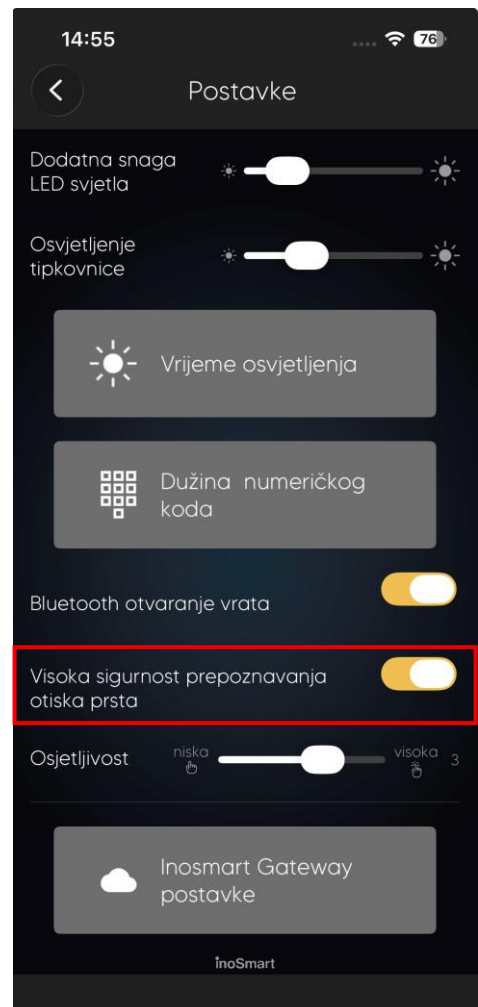 14:55
76
Postavke
Dodatna snaga
LED svjetla
Osvjetljenje
tipkovnice
Vrijeme osvjetljenja
Dužina numeričkog
koda
Bluetooth otvaranje vrata
Visoka sigurnost prepoznavanja
otiska prsta
Osjetljivost niska visoka 3
Inosmart Gateway
postavke
inoSmart